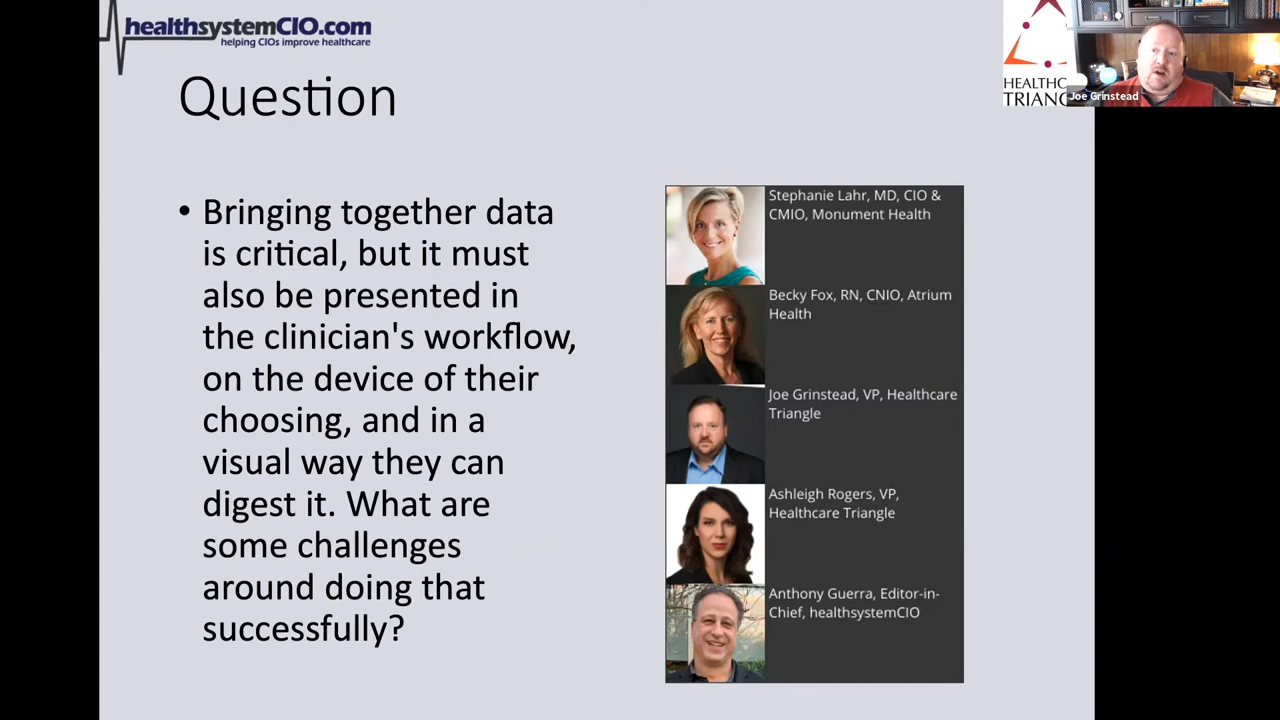 healthsystemCIO.com
helping CIOs improve healthcare
Question
• Bringing together data
is critical, but it must
also be presented in
the clinician's workflow,
on the device of their
choosing, and in a
visual way they can
digest it. What are
some challenges
around doing that
successfully?
Stephanie Lahr, MD, CIO &
CMIO, Monument Health
Becky Fox, RN, CNIO, Atrium
Health
Joe Grinstead, VP, Healthcare
Triangle
Ashleigh Rogers, VP,
Healthcare Triangle
Anthony Guerra, Editor-in-
Chief, healthsystemCIO
HEALTHC
TRIANG
Joe Grinstead